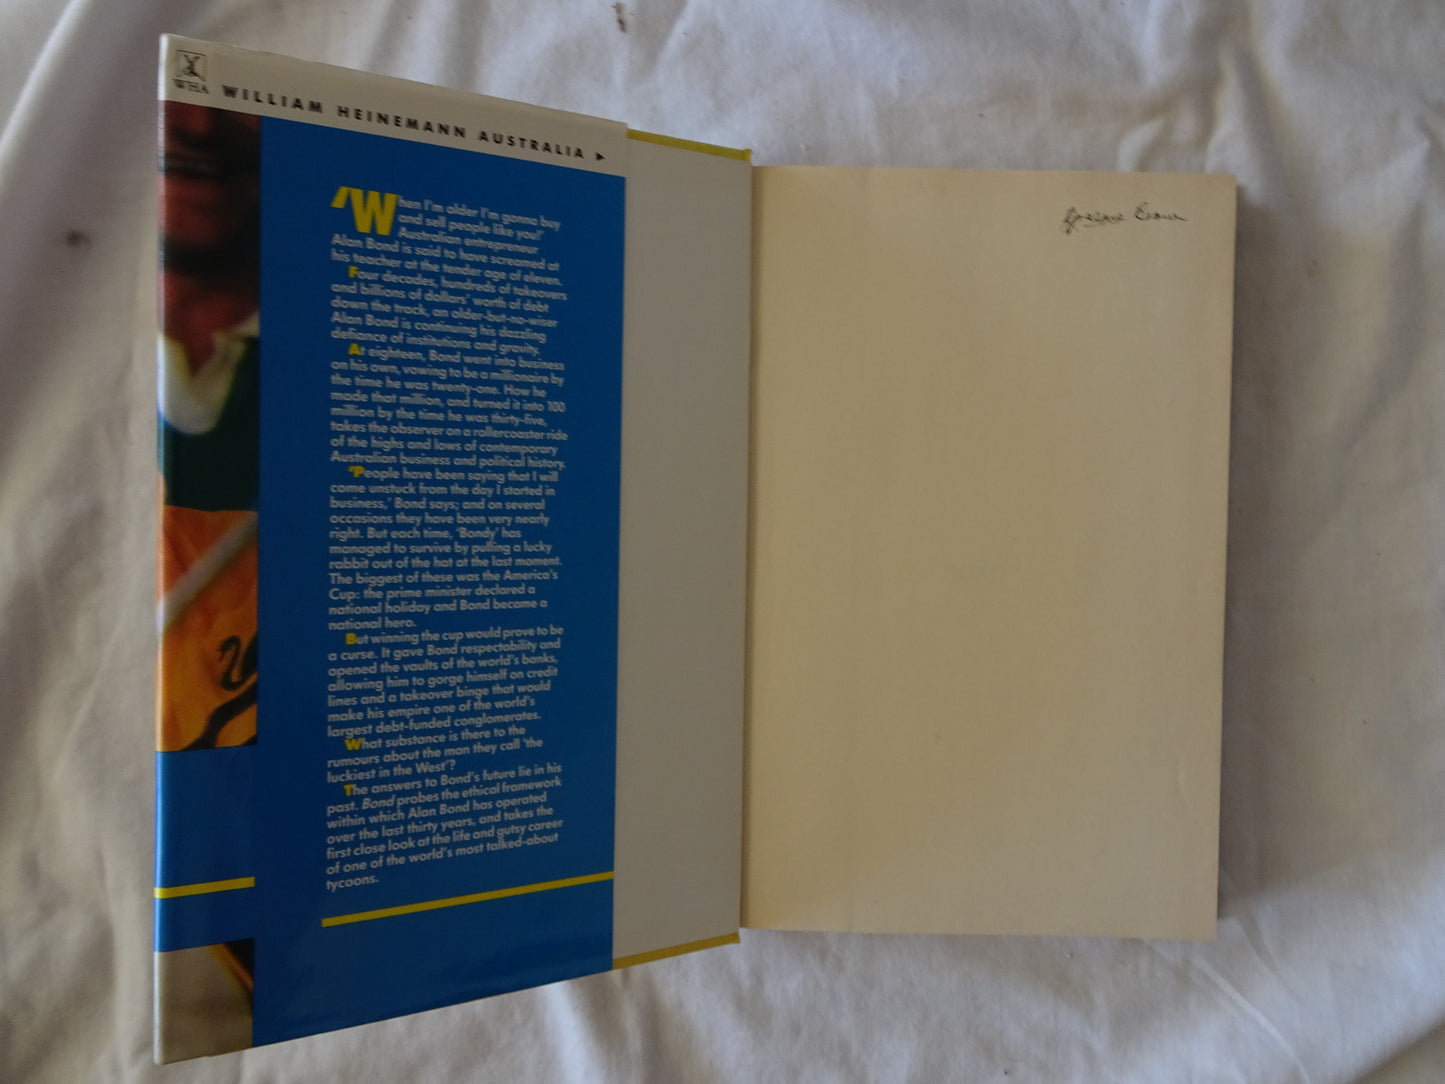 WHA
WILLIAM HEINEMANN AUSTRALIA
‘When I'm older I'm gonna buy
and sell people like you!’
Australian entrepreneur
Alan Bond is said to have screamed at
his teacher at the tender age of eleven.
Four decades, hundreds of takeovers
and billions of dollars' worth of debt
down the track, an older-but-no-wiser
Alan Bond is continuing his dazzling
defiance of institutions and gravity.
At eighteen, Bond went into business
on his own, vowing to be a millionaire by
the time he was twenty-one. How he
made that million, and turned it into 100
million by the time he was thirty-five,
takes the observer on a rollercoaster ride
of the highs and lows of contemporary
Australian business and political history.
‘People have been saying that I will
come unstuck from the day I started in
business,’ Bond says; and on several
occasions they have been very nearly
right. But each time, ‘Bondy’ has
managed to survive by pulling a lucky
rabbit out of the hat at the last moment.
The biggest of these was the America's
Cup: the prime minister declared a
national holiday and Bond became a
national hero.
But winning the cup would prove to be
a curse. It gave Bond respectability and
opened the vaults of the world's banks,
allowing him to gorge himself on credit
lines and a takeover binge that would
make his empire one of the world's
largest debt-funded conglomerates.
What substance is there to the
rumours about the man they call ‘the
luckiest in the West’?
The answers to Bond's future lie in his
past. Bond probes the ethical framework
within which Alan Bond has operated
over the last thirty years, and takes the
first close look at the life and gutsy career
of one of the world's most talked-about
tycoons.